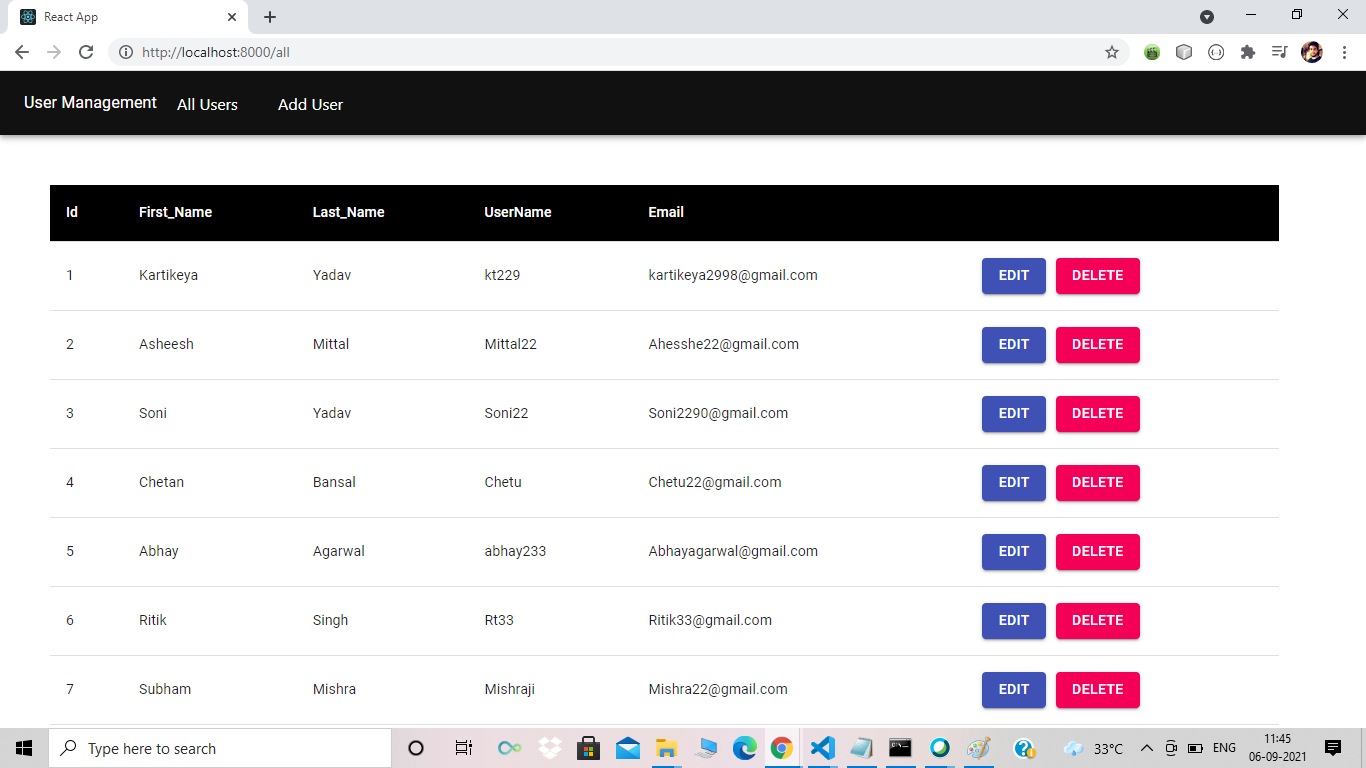 React App
http://localhost:8000/all
User Management All Users Add User
Id First_Name Last_Name UserName Email
1 Kartikeya Yadav kt229 kartikeya2998@gmail.com EDIT DELETE
2 Asheesh Mittal Mittal22 Ahesshe22@gmail.com EDIT DELETE
3 Soni Yadav Soni22 Soni2290@gmail.com EDIT DELETE
4 Chetan Bansal Chetu Chetu22@gmail.com EDIT DELETE
5 Abhay Agarwal abhay233 Abhayagarwal@gmail.com EDIT DELETE
6 Ritik Singh Rt33 Ritik33@gmail.com EDIT DELETE
7 Subham Mishra Mishraji Mishra22@gmail.com EDIT DELETE
Type here to search 33°C ENG 11:45
06-09-2021